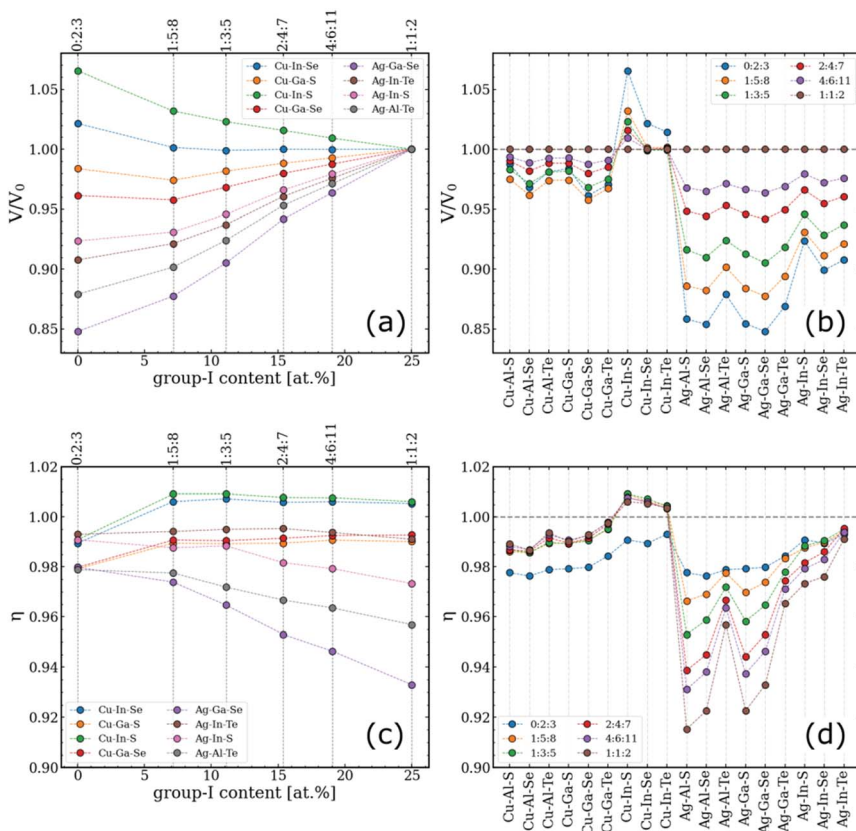 0:2:3
1:5:8
1:3:5
2:4:7
4:6:11
1:1:2
Cu-In-Se
Cu-Ga-S
Cu-In-S
Cu-Ga-Se
Ag-Ga-Se
Ag-In-Te
Ag-In-S
Ag-Al-Te
V/V₀
1.05
1.00
0.95
0.90
0.85
(a)
0 5 10 15 20 25
group-I content [at.%]
0:2:3
1:5:8
1:3:5
2:4:7
4:6:11
1:1:2
V/V₀
1.05
1.00
0.95
0.90
0.85
(b)
Cu-Al-S
Cu-Al-Se
Cu-Al-Te
Cu-Ga-S
Cu-Ga-Se
Cu-Ga-Te
Cu-In-S
Cu-In-Se
Cu-In-Te
Ag-Al-S
Ag-Al-Se
Ag-Al-Te
Ag-Ga-S
Ag-Ga-Se
Ag-Ga-Te
Ag-In-S
Ag-In-Se
Ag-In-Te
0:2:3
1:5:8
1:3:5
2:4:7
4:6:11
1:1:2
η
1.02
1.00
0.98
0.96
0.94
0.92
0.90
Cu-In-Se
Cu-Ga-S
Cu-In-S
Cu-Ga-Se
Ag-Ga-Se
Ag-In-Te
Ag-In-S
Ag-Al-Te
(c)
0 5 10 15 20 25
group-I content [at.%]
η
1.02
1.00
0.98
0.96
0.94
0.92
0.90
0:2:3
1:5:8
1:3:5
2:4:7
4:6:11
1:1:2
(d)
Cu-Al-S
Cu-Al-Se
Cu-Al-Te
Cu-Ga-S
Cu-Ga-Se
Cu-Ga-Te
Cu-In-S
Cu-In-Se
Cu-In-Te
Ag-Al-S
Ag-Al-Se
Ag-Al-Te
Ag-Ga-S
Ag-Ga-Se
Ag-Ga-Te
Ag-In-S
Ag-In-Se
Ag-In-Te